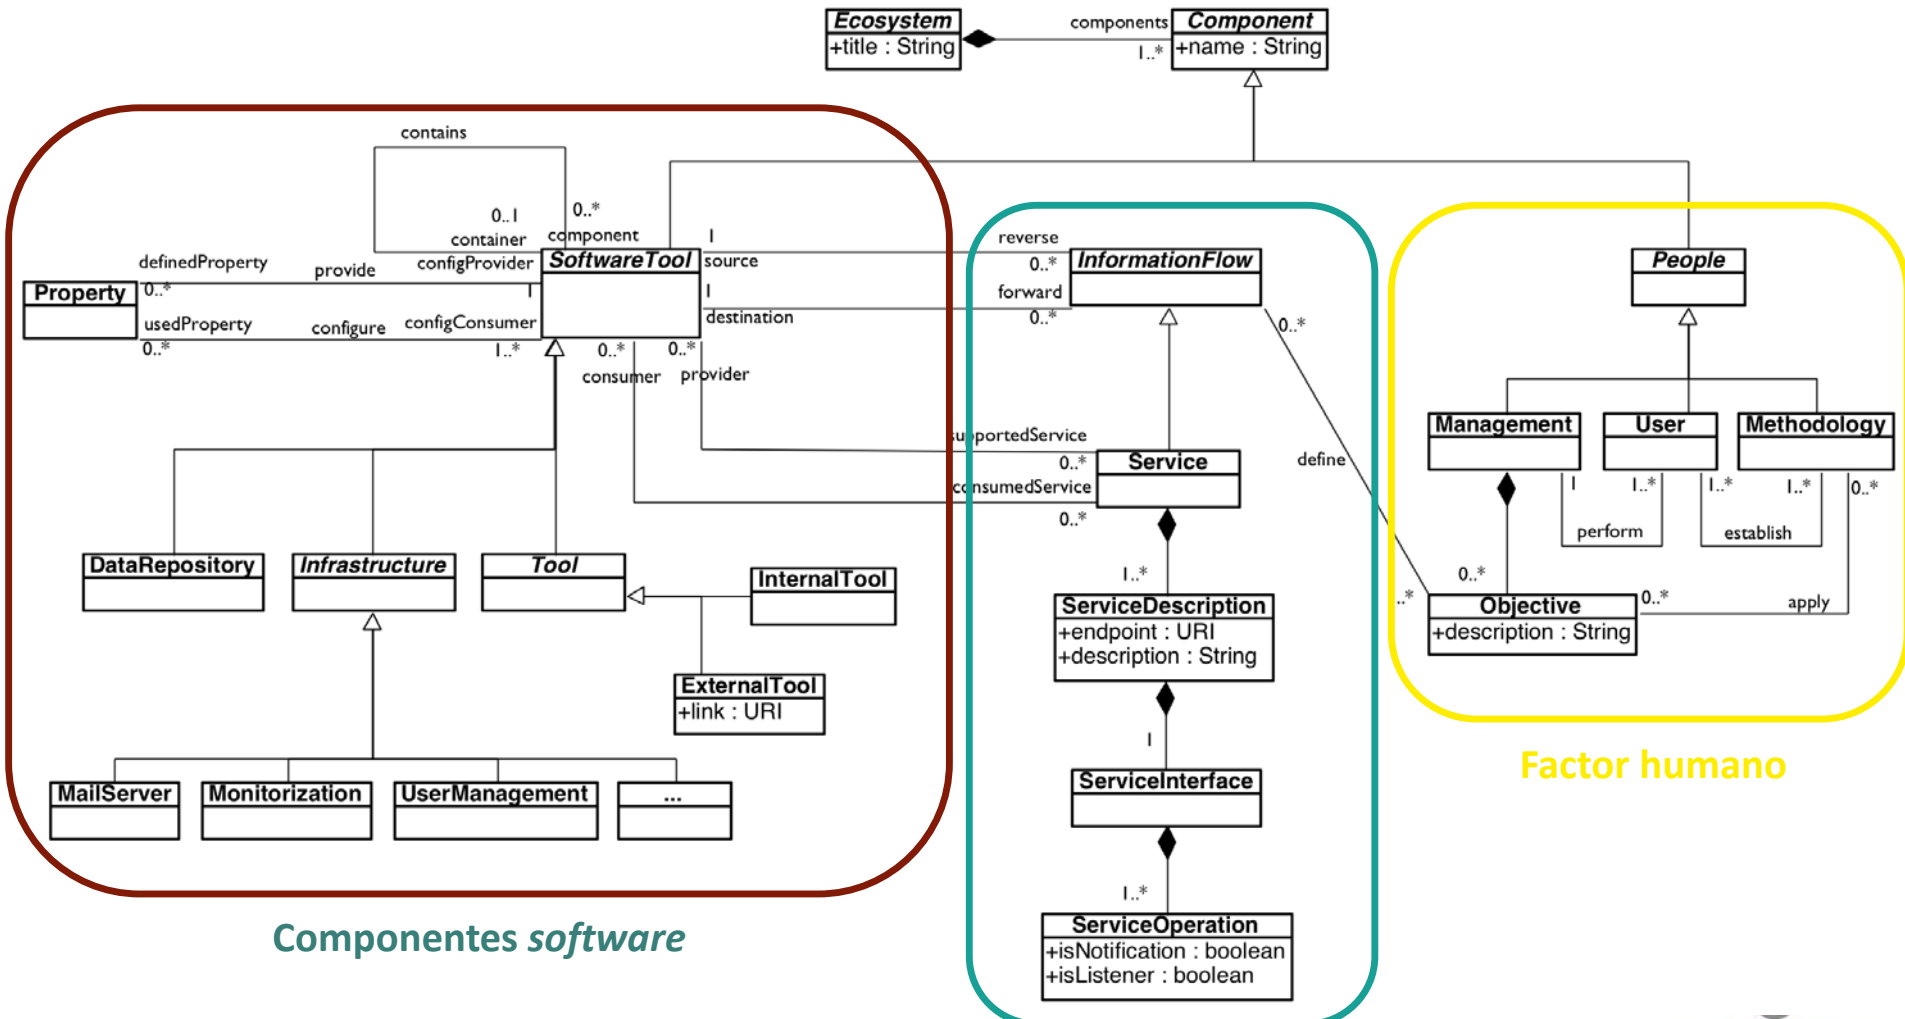 Ecosystem
+title : String
components
1..*
Component
+name : String
contains
0..1
0..*
container
component
definedProperty
provide
configProvider
SoftwareTool
1
source
reverse
0..*
InformationFlow
People
Property
0..*
1
1
forward
usedProperty
configure
configConsumer
destination
0..*
0..*
0..*
1..*
0..*
0..*
consumer
provider
Management
User
Methodology
supportedService
0..*
Service
define
consumedService
0..*
1
1..*
1..*
1..*
0..*
perform
establish
DataRepository
Infrastructure
Tool
InternalTool
1..*
0..*
ServiceDescription
+endpoint : URI
+description : String
..*
Objective
+description : String
0..*
apply
ExternalTool
+link : URI
1
ServiceInterface
Factor humano
MailServer
Monitorization
UserManagement
...
1..*
ServiceOperation
+isNotification : boolean
+isListener : boolean
Componentes software